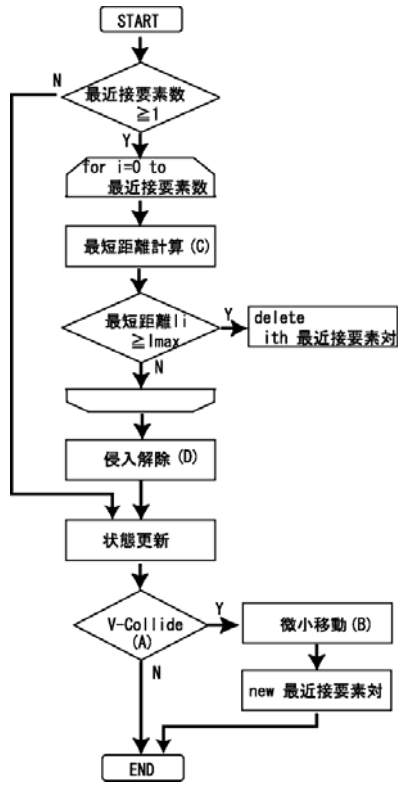 START
N
最近接要素数
≧1
Y
for i=0 to
最近接要素数
最短距離計算(C)
最短距離li
≧lmax
Y
delete
ith 最近接要素対
N
侵入解除(D)
状態更新
V-Collide
(A)
Y
微小移動(B)
N
new 最近接要素対
END